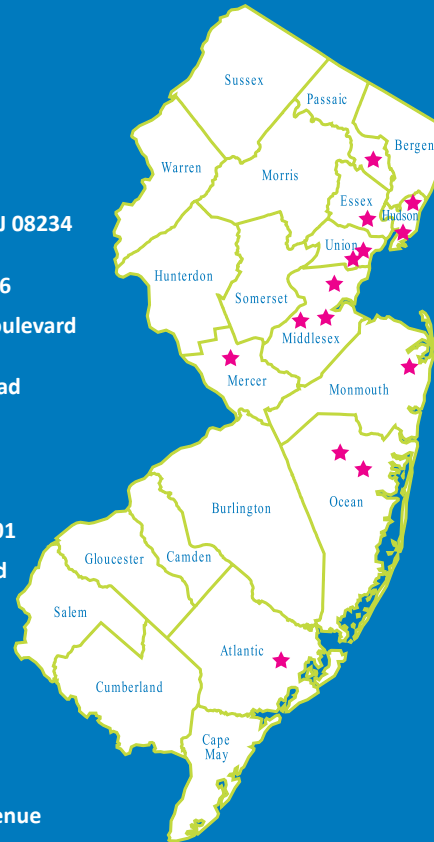 Sussex
Passaic
Bergen
Warren
Morris
Essex
Hudson
J 08234
Union
Hunterdon
6
Somerset
oulevard
Middlesex
Mercer
ad
Monmouth
Ocean
Burlington
01
Gloucester
Camden
d
Salem
Atlantic
Cumberland
Cape
May
enue